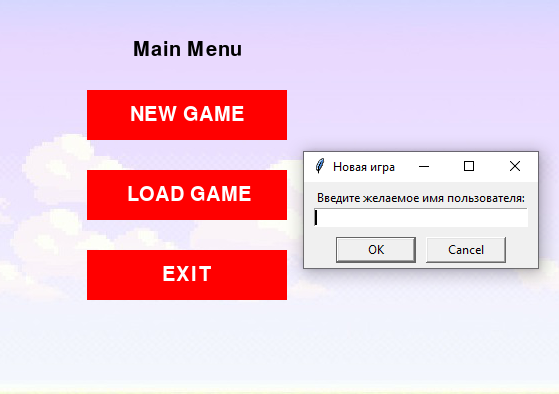 Main Menu
NEW GAME
LOAD GAME
EXIT
Новая игра
Введите желаемое имя пользователя:
OK
Cancel